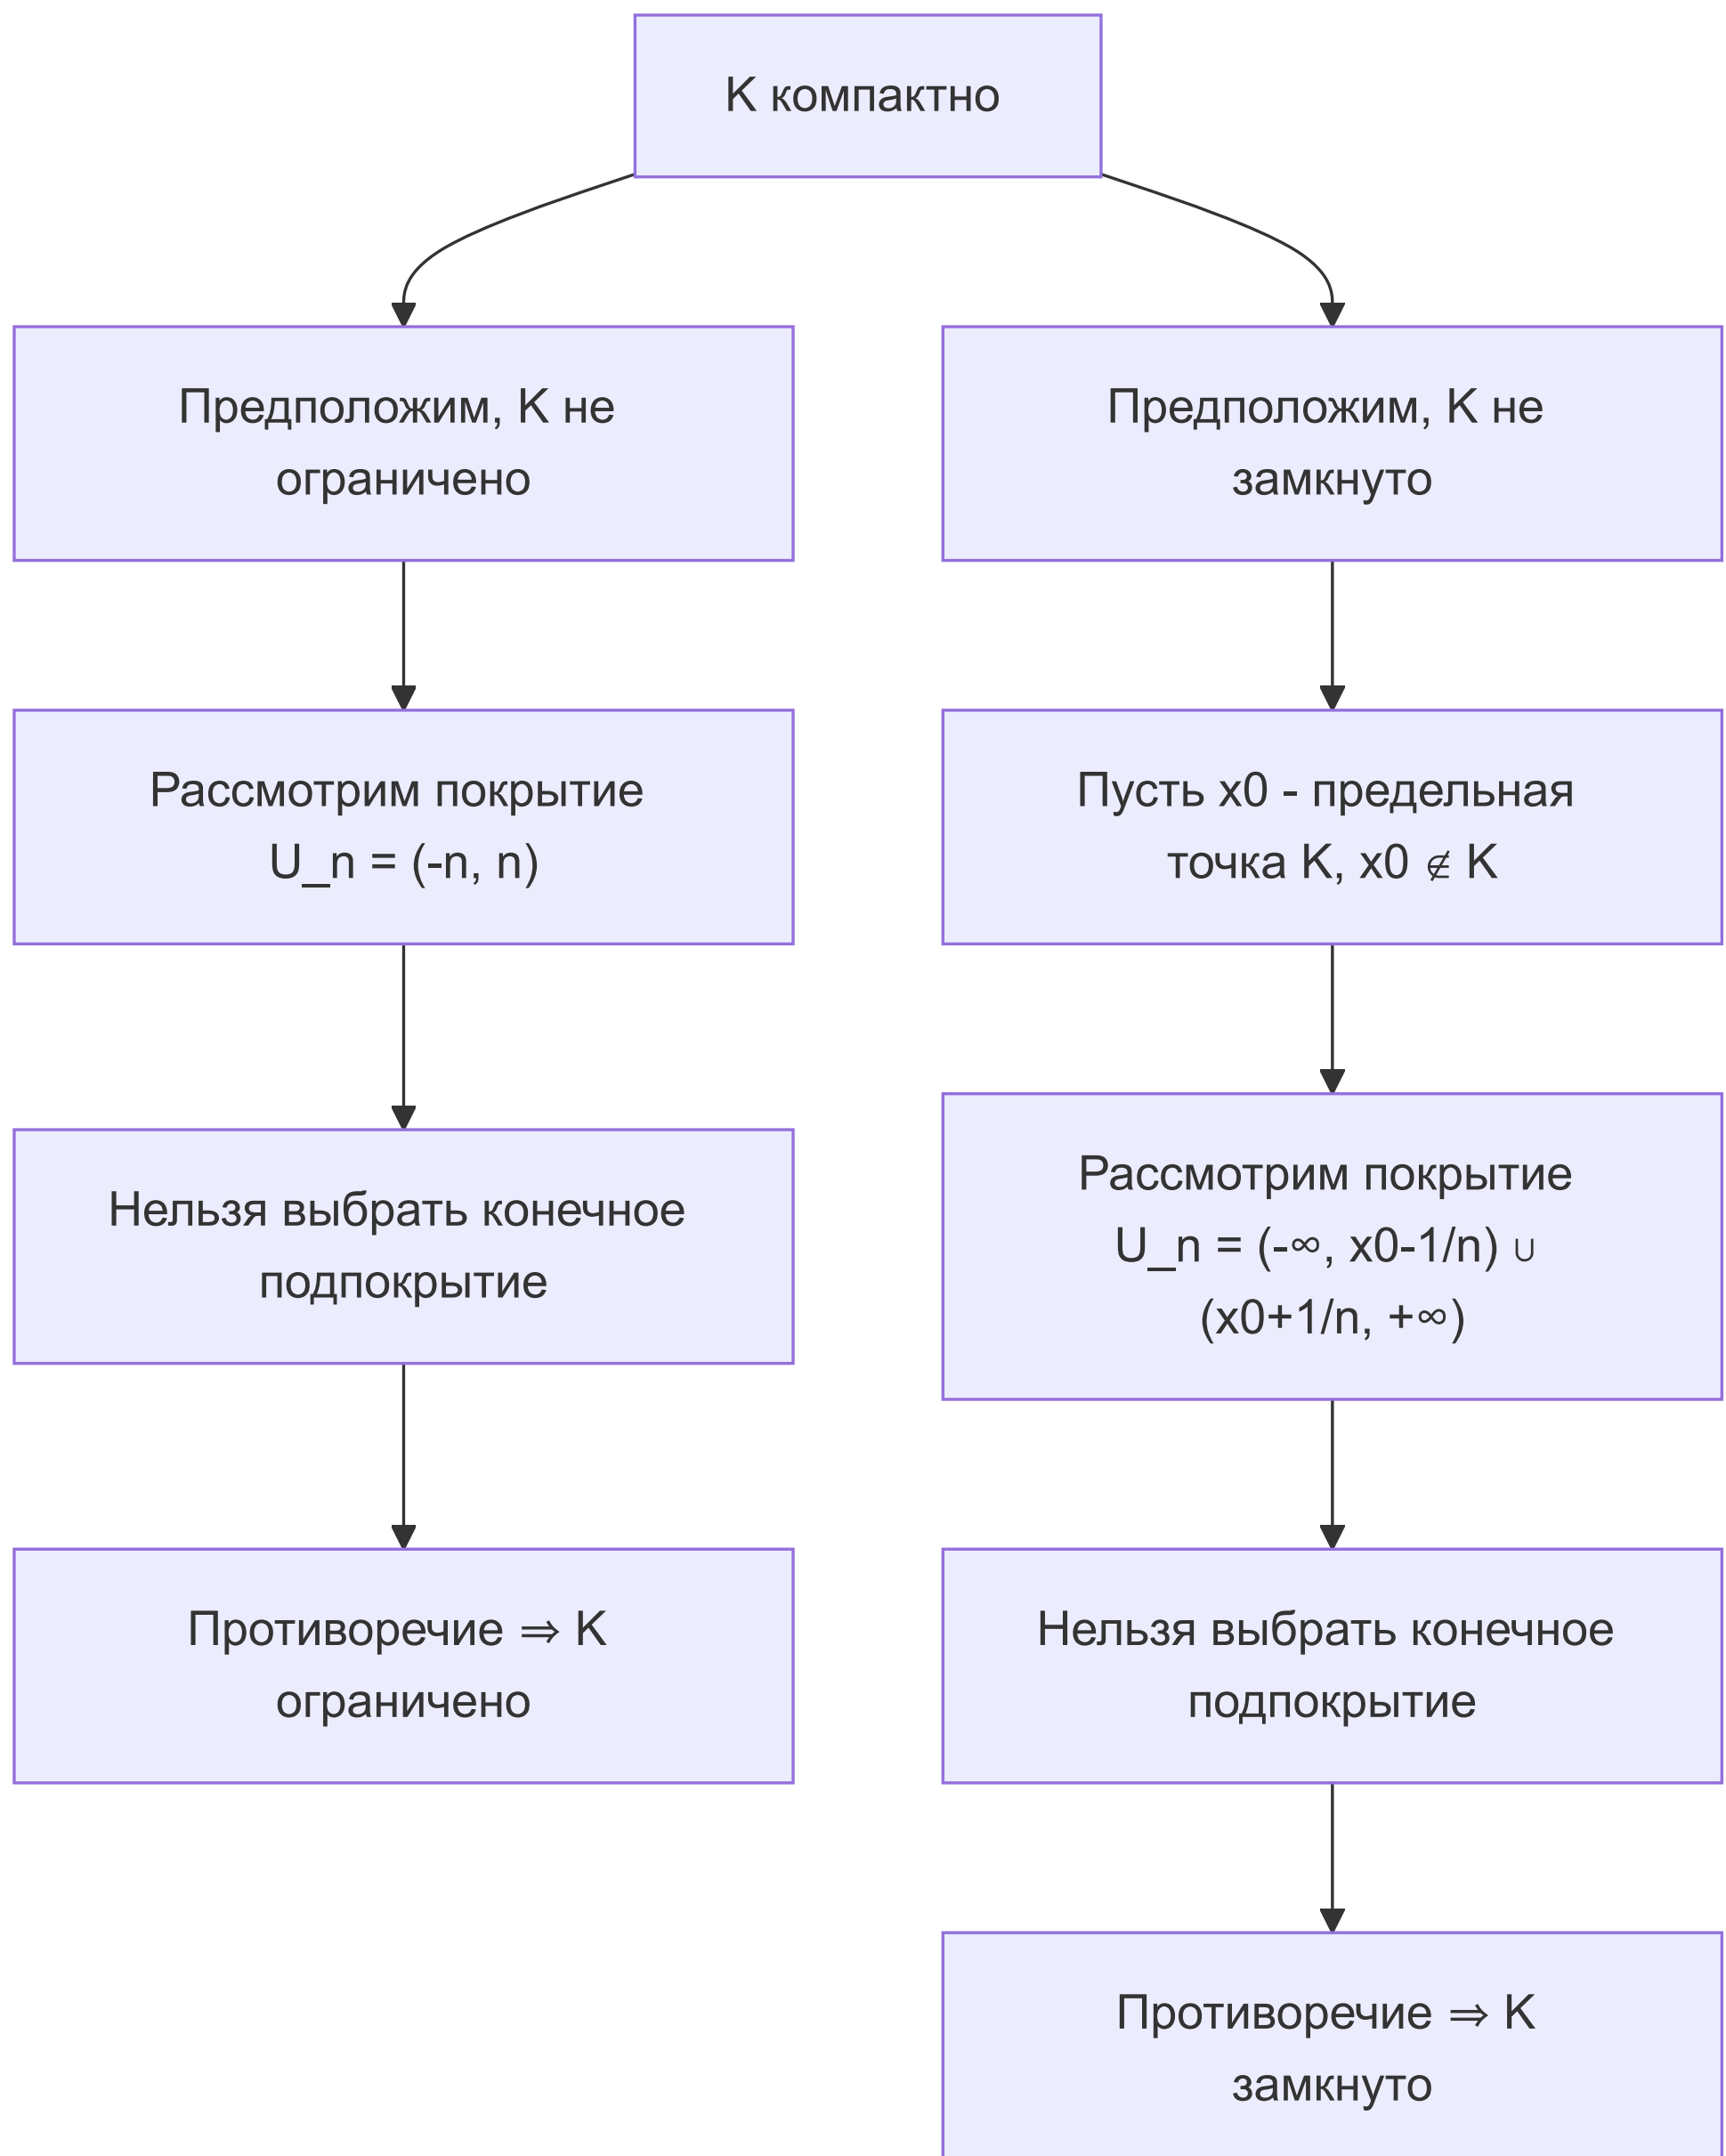 K компактно
Предположим, K не
ограничено
Рассмотрим покрытие
U_n = (-n, n)
Нельзя выбрать конечное
подпокрытие
Противоречие ⇒ K
ограничено
Предположим, K не
замкнуто
Пусть x0 - предельная
точка K, x0 ∉ K
Рассмотрим покрытие
U_n = (-∞, x0-1/n) ∪
(x0+1/n, +∞)
Нельзя выбрать конечное
подпокрытие
Противоречие ⇒ K
замкнуто